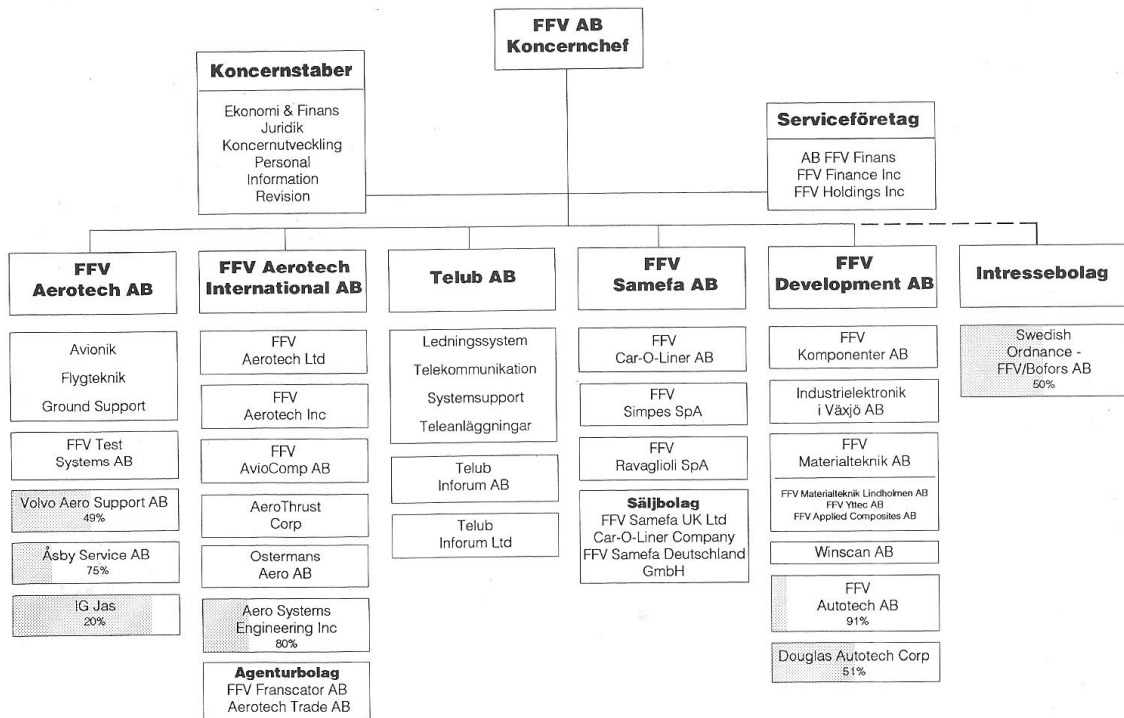 FFV AB
Koncernchef
Koncernstaber
Ekonomi & Finans
Juridik
Koncernutveckling
Personal
Information
Revision
Serviceföretag
AB FFV Finans
FFV Finance Inc
FFV Holdings Inc
FFV
Aerotech AB
Avionik
Flygteknik
Ground Support
FFV Test
Systems AB
Volvo Aero Support AB
49%
Åsby Service AB
75%
IG Jas
20%
FFV Aerotech
International AB
FFV
Aerotech Ltd
FFV
Aerotech Inc
FFV
AvioComp AB
AeroThrust
Corp
Ostermans
Aero AB
Aero Systems
Engineering Inc
80%
Agenturbolag
FFV Franscator AB
Aerotech Trade AB
Telub AB
Ledningssystem
Telekommunikation
Systemsupport
Teleanläggningar
Telub
Inforum AB
Telub
Inforum Ltd
FFV
Samefa AB
FFV
Car-O-Liner AB
FFV
Simpes SpA
FFV
Ravaglioli SpA
Säljbolag
FFV Samefa UK Ltd
Car-O-Liner Company
FFV Samefa Deutschland
GmbH
FFV
Development AB
FFV
Komponenter AB
Industrielektronik
i Växjö AB
FFV
Materialteknik AB
FFV Materialteknik Lindholmen AB
FFV Yttec AB
FFV Applied Composites AB
Winscan AB
FFV
Autotech AB
91%
Douglas Autotech Corp
51%
Intressebolag
Swedish
Ordnance -
FFV/Bofors AB
50%